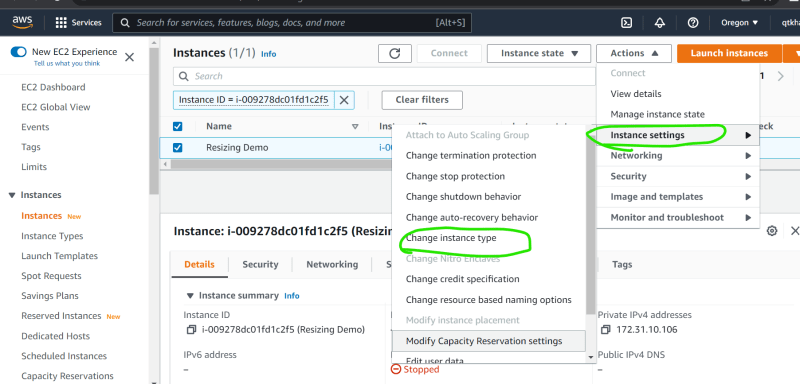 aws
Services
Search for services, features, blogs, docs, and more
[Alt+S]
Oregon
qtkha
New EC2 Experience
Tell us what you think
EC2 Dashboard
EC2 Global View
Events
Tags
Limits
Instances
Instances New
Instance Types
Launch Templates
Spot Requests
Savings Plans
Reserved Instances New
Dedicated Hosts
Scheduled Instances
Capacity Reservations
Instances (1/1) Info
Connect
Instance state
Actions
Launch instances
Search
1
Instance ID = i-009278dc01fd1c2f5
Clear filters
Name
Resizing Demo
i-0
Connect
View details
Manage instance state
Instance settings
Networking
Security
Image and templates
Monitor and troubleshoot
Attach to Auto Scaling Group
Change termination protection
Change stop protection
Change shutdown behavior
Change auto-recovery behavior
Change instance type
Change Nitro Enclaves
Change credit specification
Change resource based naming options
Modify instance placement
Modify Capacity Reservation settings
Edit user data
Instance: i-009278dc01fd1c2f5 (Resizing
Details
Security
Networking
S
Tags
Instance summary Info
Instance ID
i-009278dc01fd1c2f5 (Resizing Demo)
IPv6 address
–
Stopped
Private IPv4 addresses
172.31.10.106
Public IPv4 DNS
–